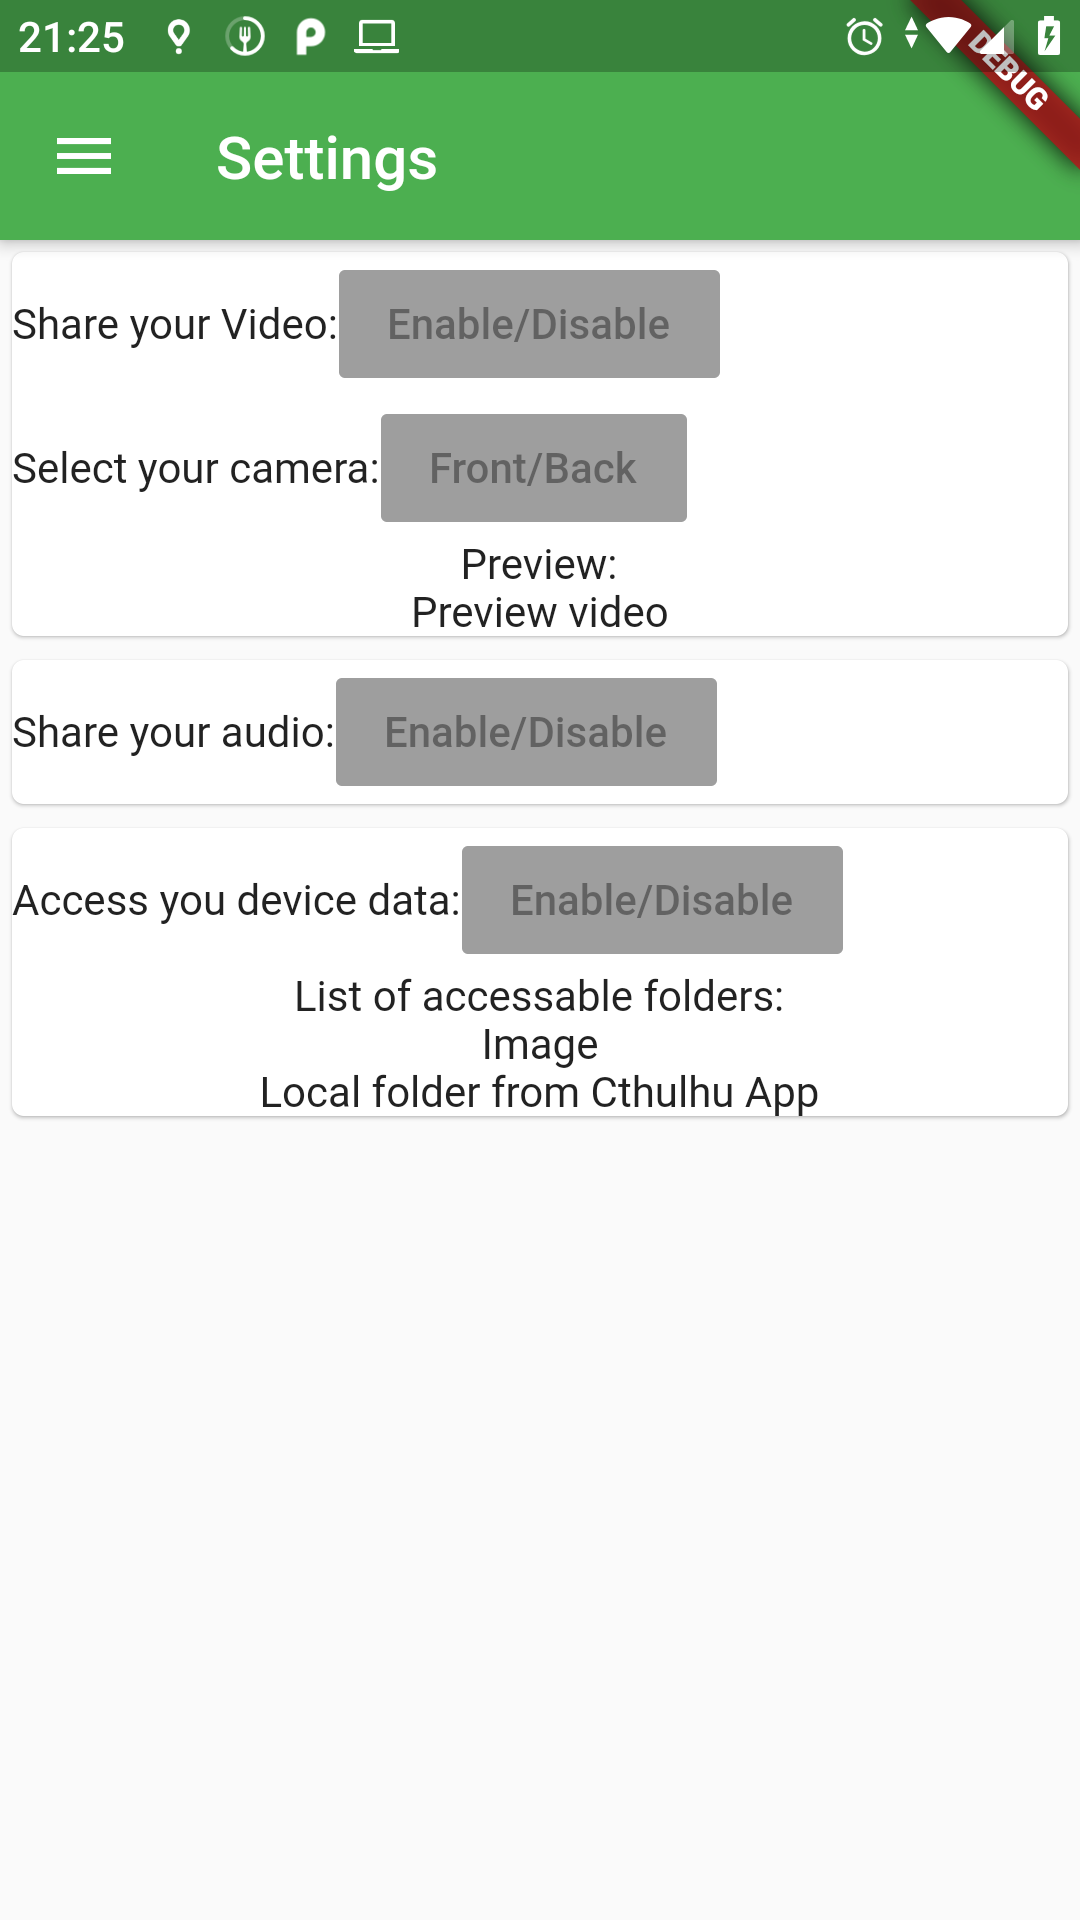 21:25
DEBUG
Settings
Share your Video: Enable/Disable
Select your camera: Front/Back
Preview:
Preview video
Share your audio: Enable/Disable
Access you device data: Enable/Disable
List of accessable folders:
Image
Local folder from Cthulhu App